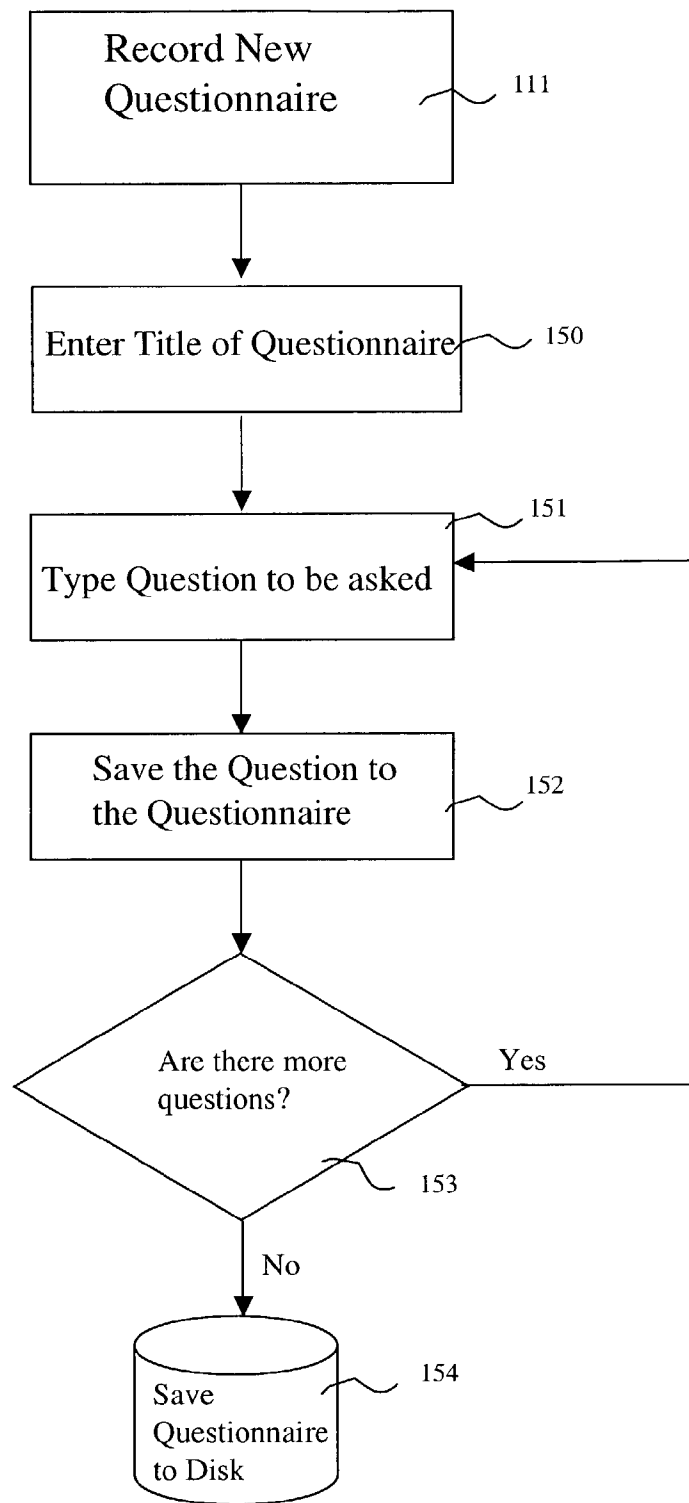 Record New
Questionnaire
111
Enter Title of Questionnaire
150
151
Type Question to be asked
Save the Question to
the Questionnaire
152
Are there more
questions?
Yes
153
No
Save
Questionnaire
to Disk
154